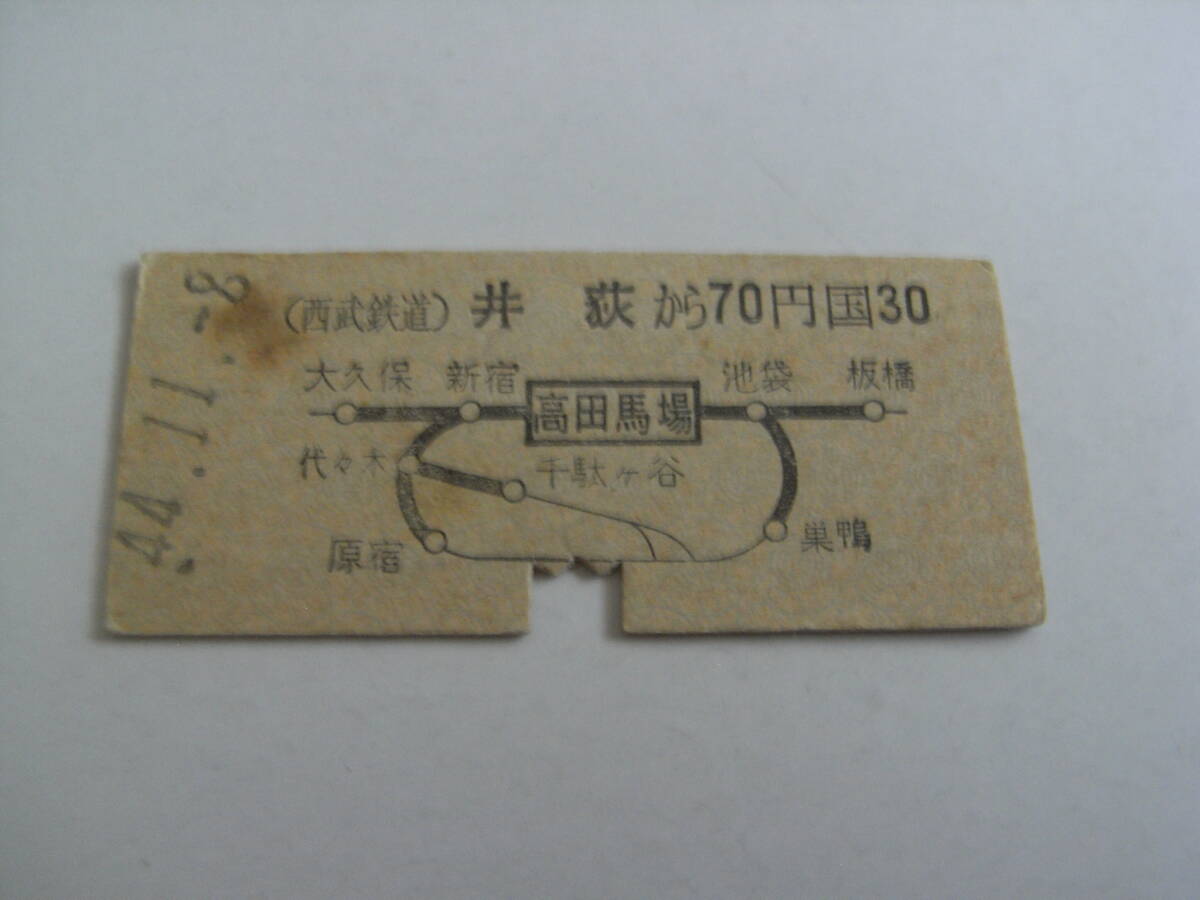 44.11.-8
(西武鉄道) 井 荻 から70円国30
大久保 新宿 高田馬場 池袋 板橋
代々木 千駄ヶ谷
原宿 巣鴨